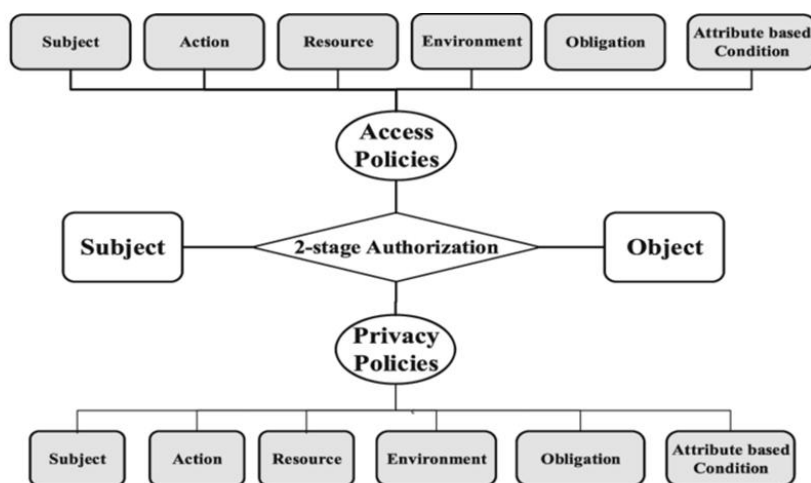 Subject
Action
Resource
Environment
Obligation
Attribute based
Condition
Access
Policies
Subject
2-stage Authorization
Object
Privacy
Policies
Subject
Action
Resource
Environment
Obligation
Attribute based
Condition